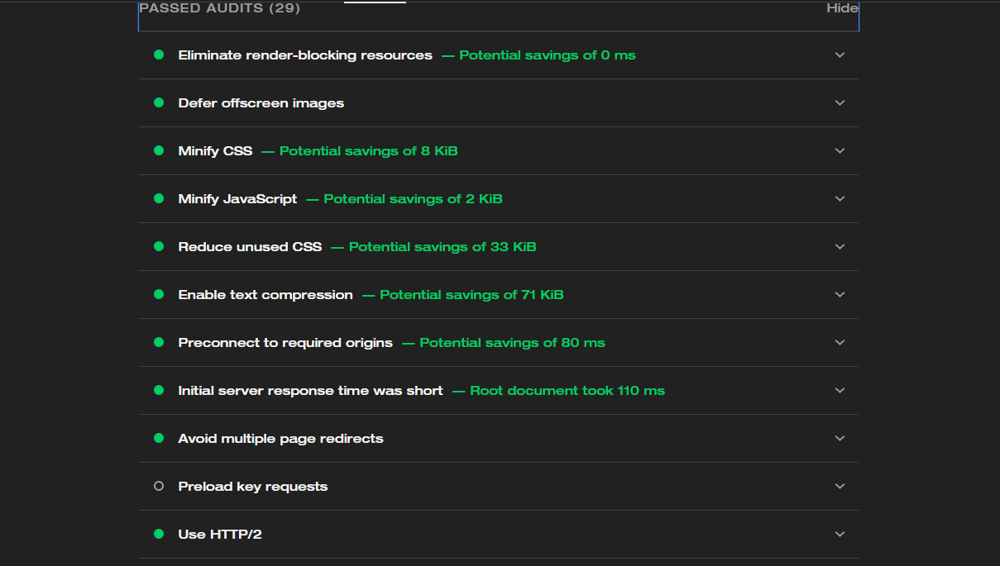 PASSED AUDITS (29) Hide
Eliminate render-blocking resources — Potential savings of 0 ms
Defer offscreen images
Minify CSS — Potential savings of 8 KiB
Minify JavaScript — Potential savings of 2 KiB
Reduce unused CSS — Potential savings of 33 KiB
Enable text compression — Potential savings of 71 KiB
Preconnect to required origins — Potential savings of 80 ms
Initial server response time was short — Root document took 110 ms
Avoid multiple page redirects
Preload key requests
Use HTTP/2